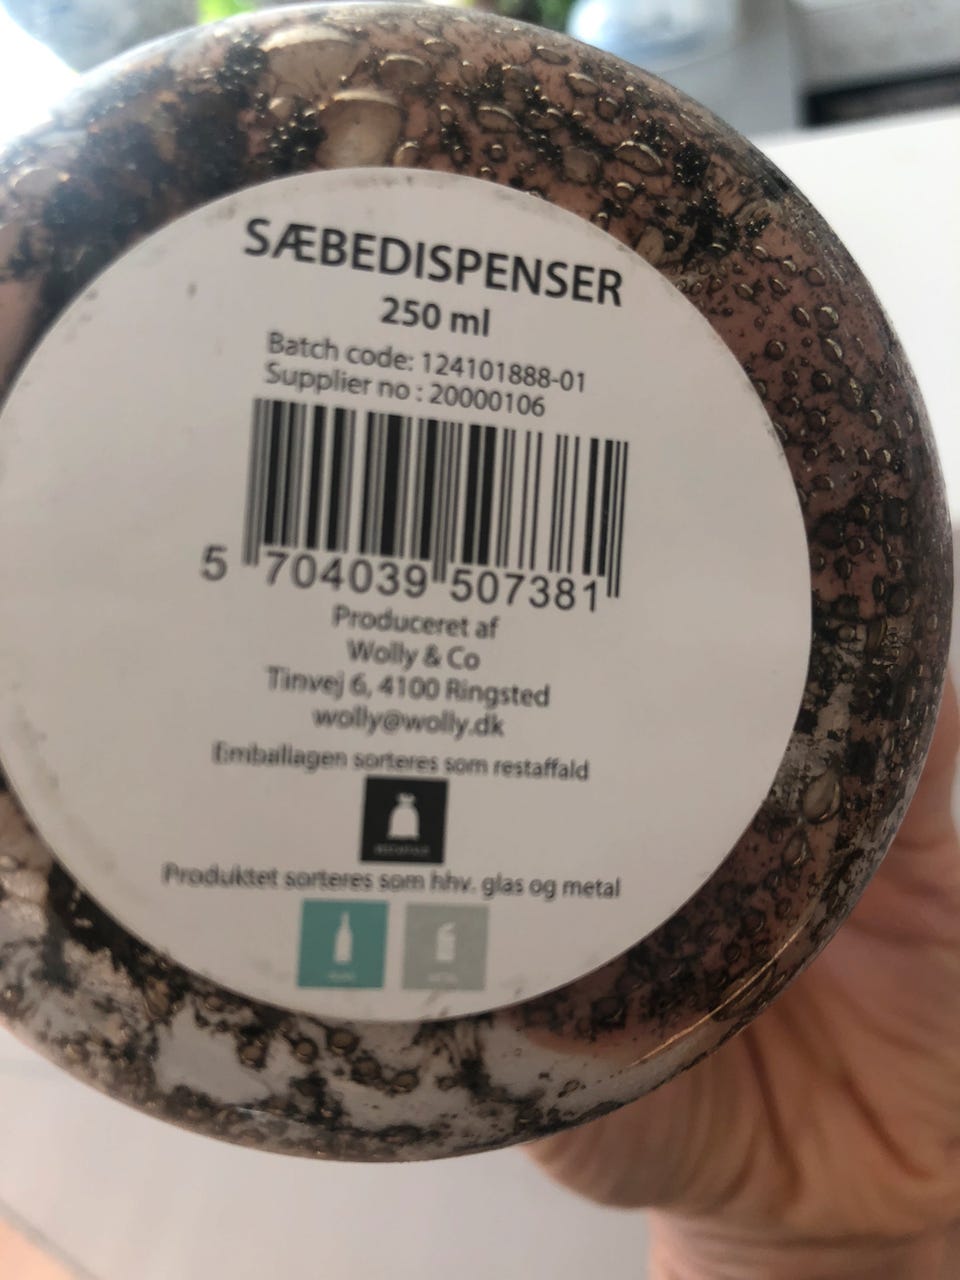 SÆBEDISPENSER
250 ml
Batch code: 124101888-01
Supplier no : 20000106
5 704039 507381
Produceret af
Wolly & Co
Tinvej 6, 4100 Ringsted
wolly@wolly.dk
Emballagen sorteres som restaffald
Produktet sorteres som hhv. glas og metal